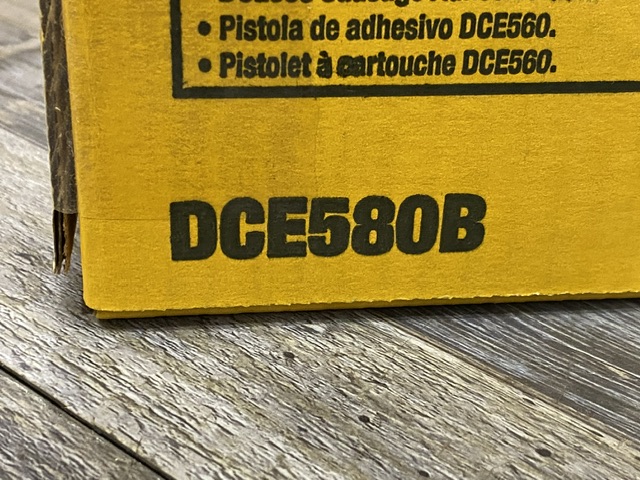 • Pistola de adhesivo DCE560.
• Pistolet à cartouche DCE560.
DCE580B